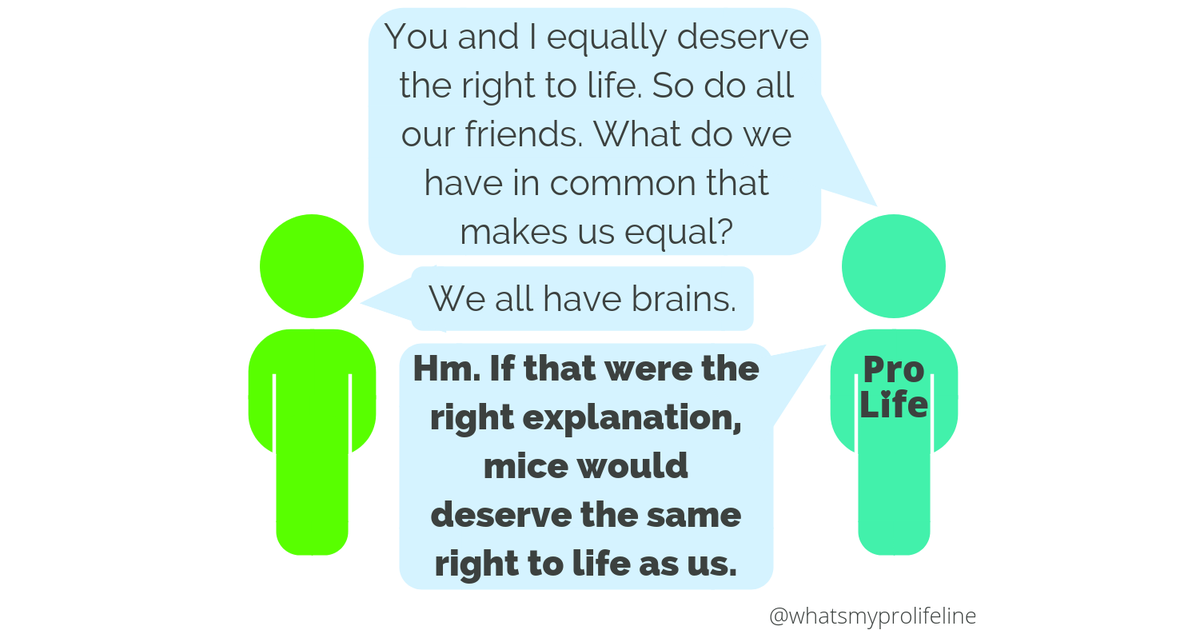 You and I equally deserve
the right to life. So do all
our friends. What do we
have in common that
makes us equal?
We all have brains.
Hm. If that were the
right explanation,
mice would
deserve the same
right to life as us.
Pro
Life
@whatsmyprolifeline